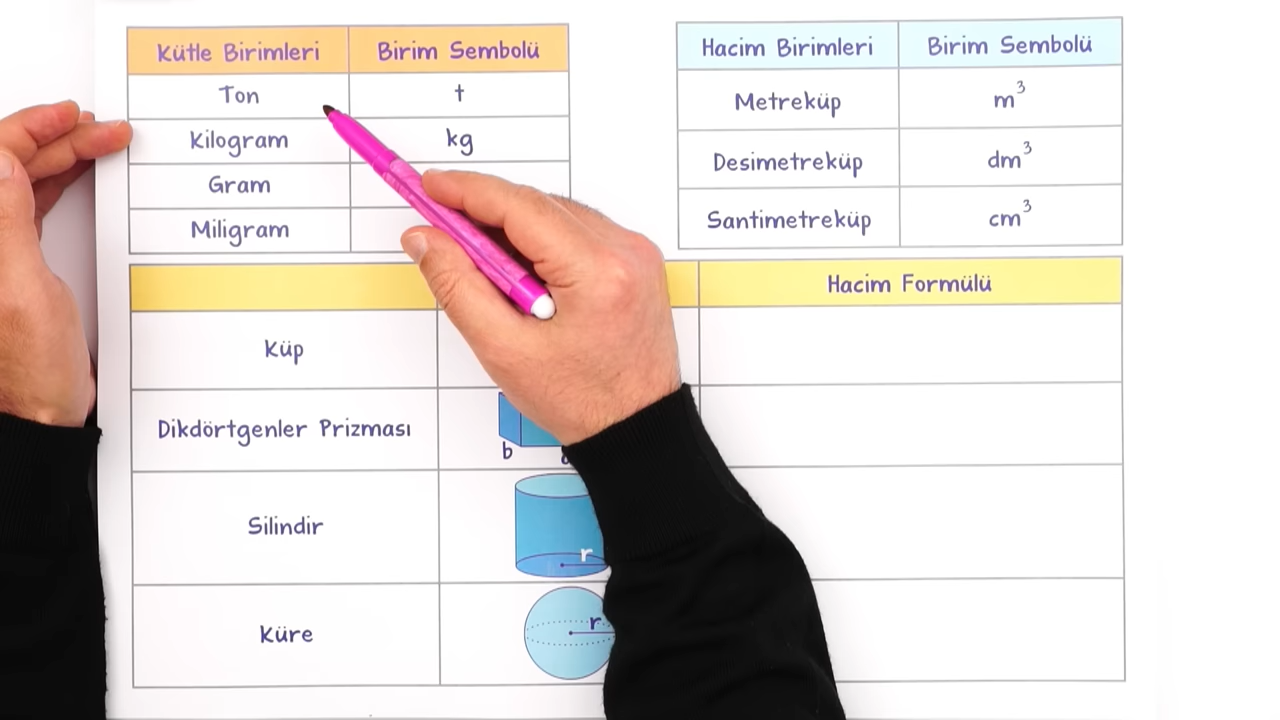 Kütle Birimleri Birim Sembolü
Ton t
Kilogram kg
Gram
Miligram
Hacim Birimleri Birim Sembolü
Metreküp m³
Desimetreküp dm³
Santimetreküp cm³
Hacim Formülü
Küp
Dikdörtgenler Prizması
b
Silindir
r
Küre
r